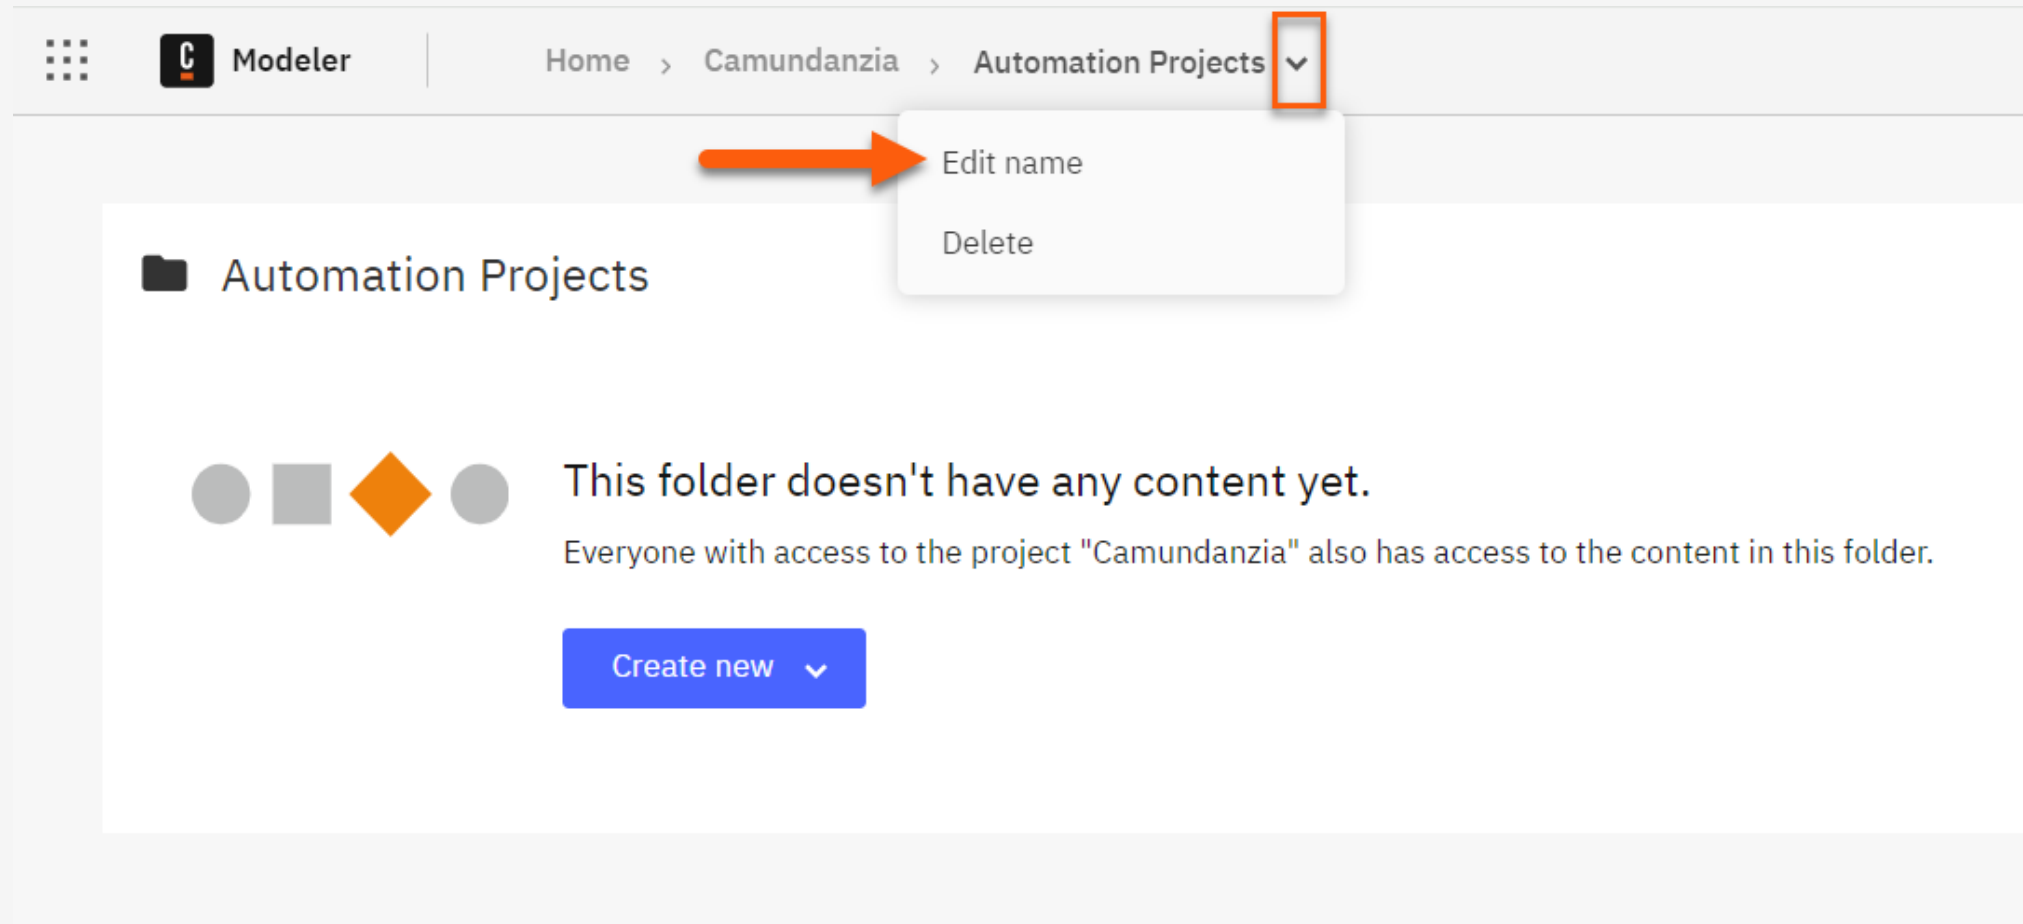 C Modeler Home > Camundanzia > Automation Projects
Edit name
Delete
Automation Projects
This folder doesn't have any content yet.
Everyone with access to the project "Camundanzia" also has access to the content in this folder.
Create new